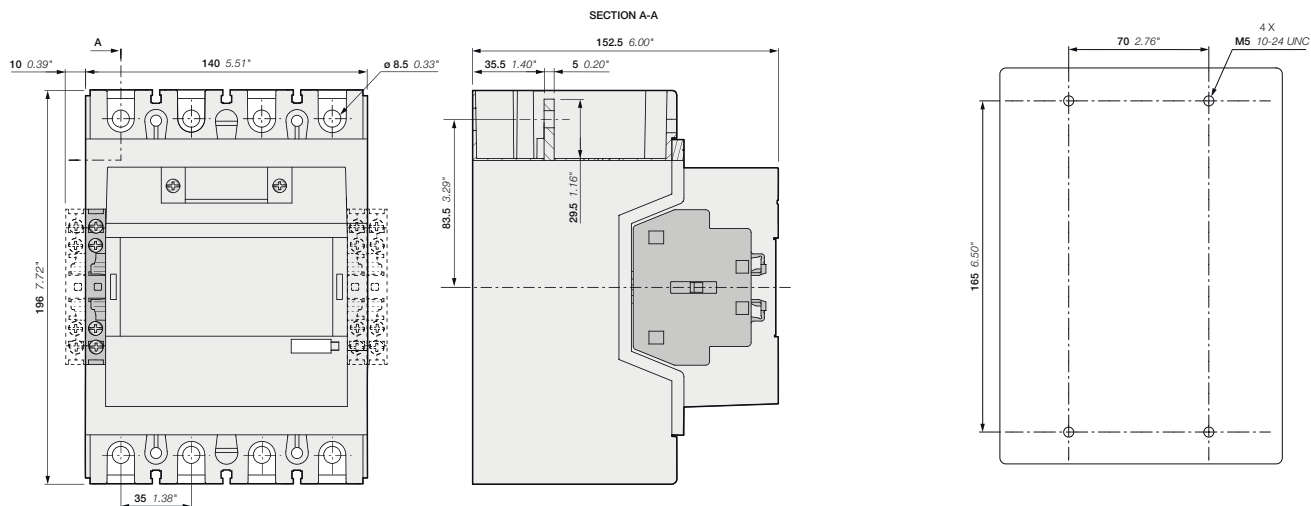 SECTION A-A
152.5 6.00"
35.5 1.40"
5 0.20"
A
10 0.39"
140 5.51"
ø 8.5 0.33"
196 7.72"
35 1.38"
83.5 3.29"
29.5 1.16"
4 X
M5 10-24 UNC
70 2.76"
165 6.50"